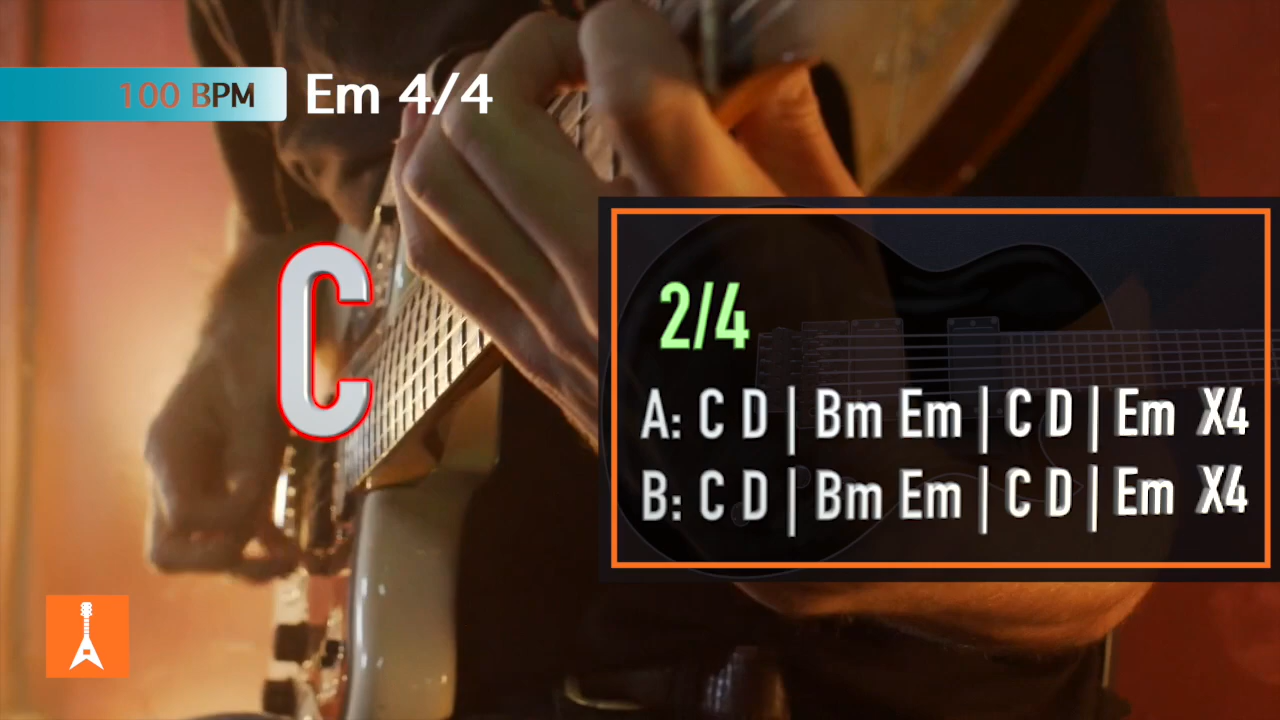 100 BPM Em 4/4
C
2/4
A: C D | Bm Em | C D | Em X4
B: C D | Bm Em | C D | Em X4